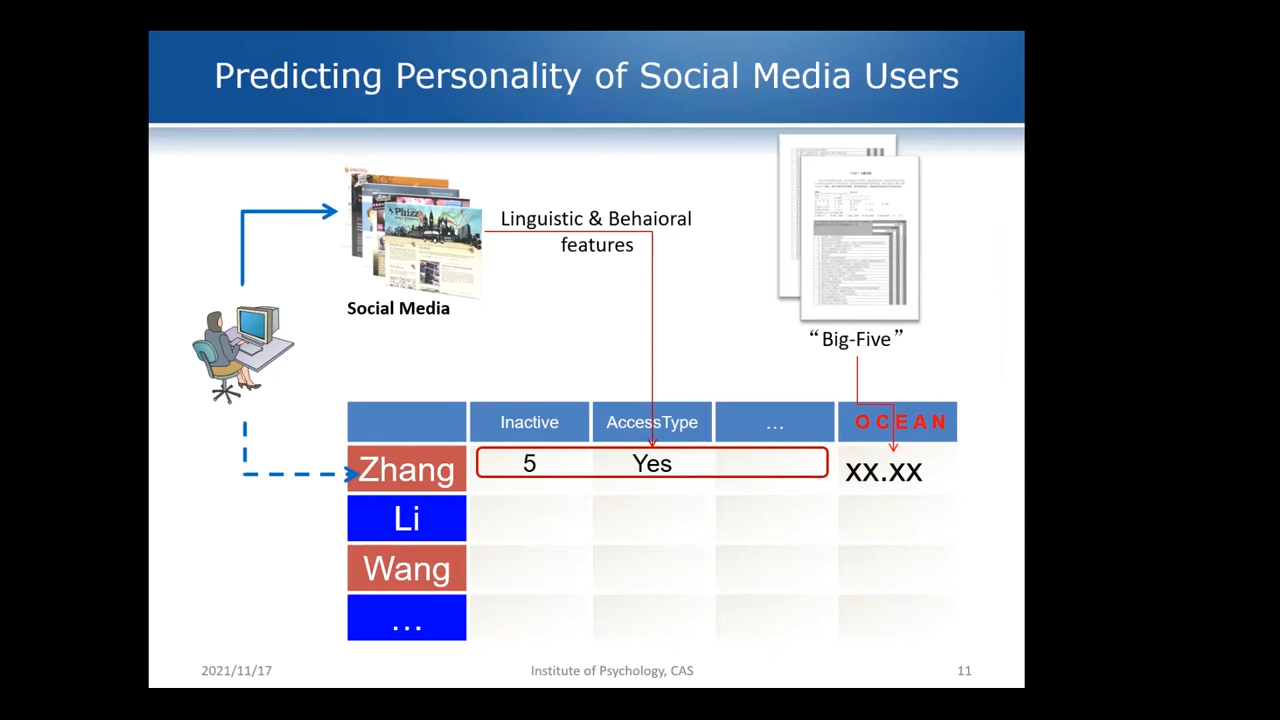 Predicting Personality of Social Media Users
Phizz
Linguistic & Behaioral
features
Social Media
“Big-Five”
Inactive AccessType … O C E A N
Zhang 5 Yes xx.xx
Li
Wang
…
2021/11/17 Institute of Psychology, CAS 11